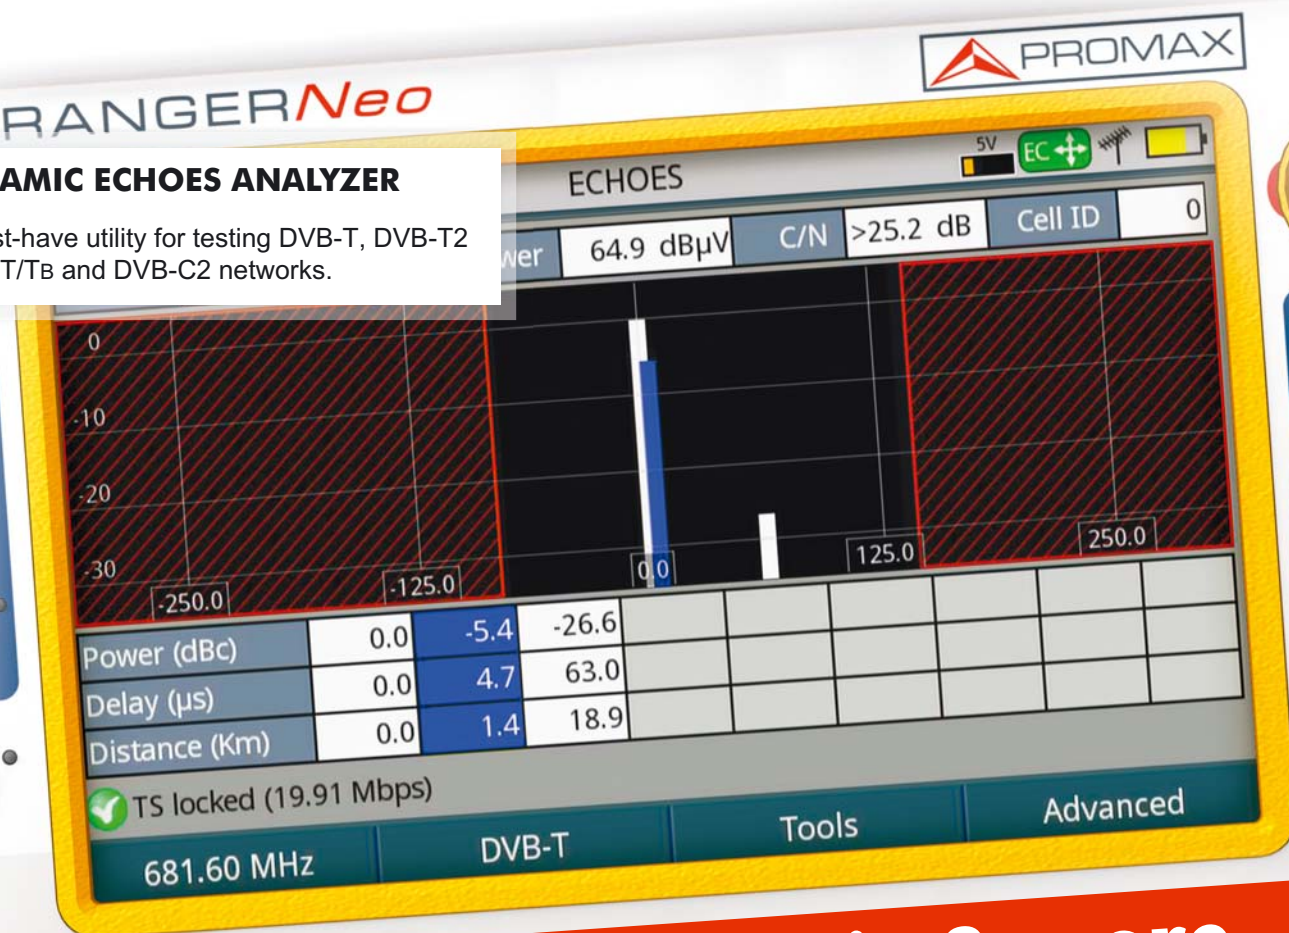 RANGERNeo
PROMAX
AMIC ECHOES ANALYZER
st-have utility for testing DVB-T, DVB-T2
T/TB and DVB-C2 networks.
ECHOES
5V
EC
wer 64.9 dBµV C/N >25.2 dB Cell ID 0
0
-10
-20
-30
-250.0 -125.0 0.0 125.0 250.0
Power (dBc) 0.0 -5.4 -26.6
Delay (µs) 0.0 4.7 63.0
Distance (Km) 0.0 1.4 18.9
TS locked (19.91 Mbps)
681.60 MHz DVB-T Tools Advanced